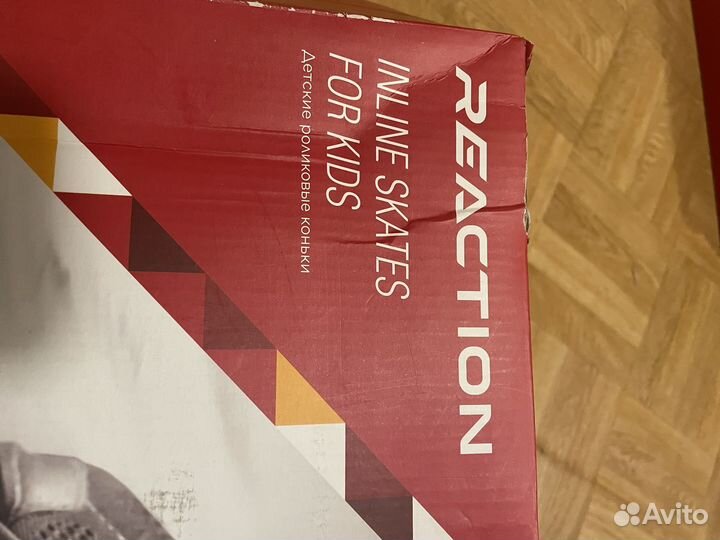 REACTION
INLINE SKATES
FOR KIDS
Детские роликовые коньки
Avito